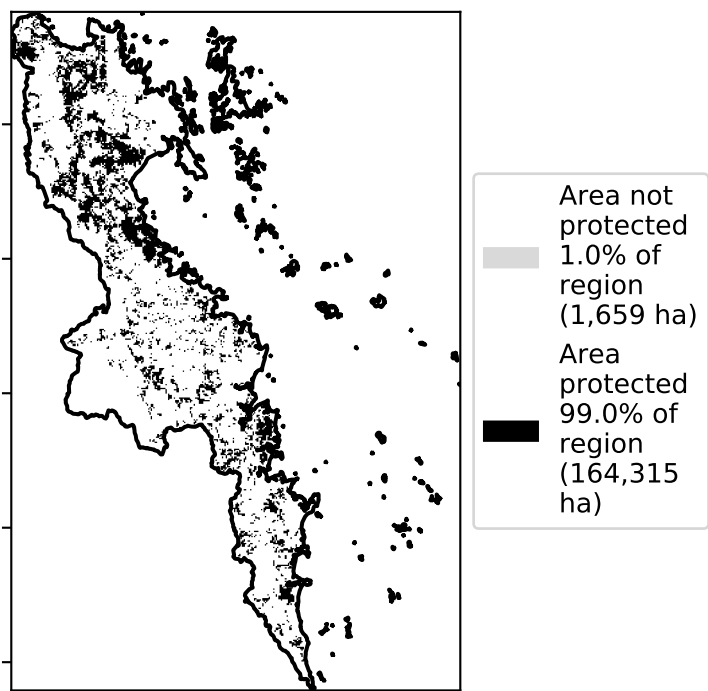 Area not
protected
1.0% of
region
(1,659 ha)
Area
protected
99.0% of
region
(164,315
ha)